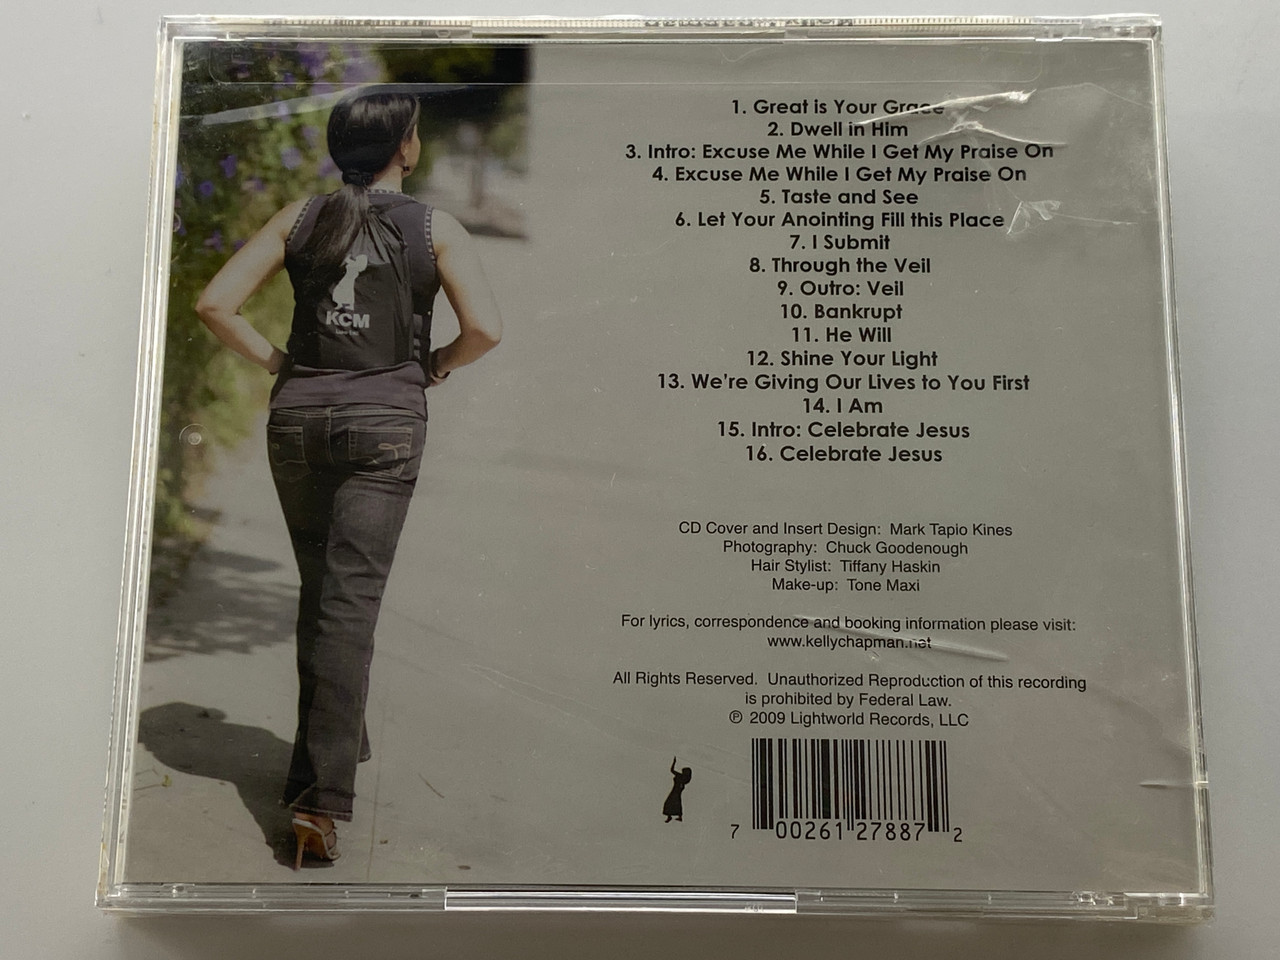 1. Great is Your Grace
2. Dwell in Him
3. Intro: Excuse Me While I Get My Praise On
4. Excuse Me While I Get My Praise On
5. Taste and See
6. Let Your Anointing Fill this Place
7. I Submit
8. Through the Veil
9. Outro: Veil
10. Bankrupt
11. He Will
12. Shine Your Light
13. We're Giving Our Lives to You First
14. I Am
15. Intro: Celebrate Jesus
16. Celebrate Jesus
KCM
CD Cover and Insert Design: Mark Tapio Kines
Photography: Chuck Goodenough
Hair Stylist: Tiffany Haskin
Make-up: Tone Maxi
For lyrics, correspondence and booking information please visit:
www.kellychapman.net
All Rights Reserved. Unauthorized Reproduction of this recording
is prohibited by Federal Law.
℗ 2009 Lightworld Records, LLC
7 00261 27887 2